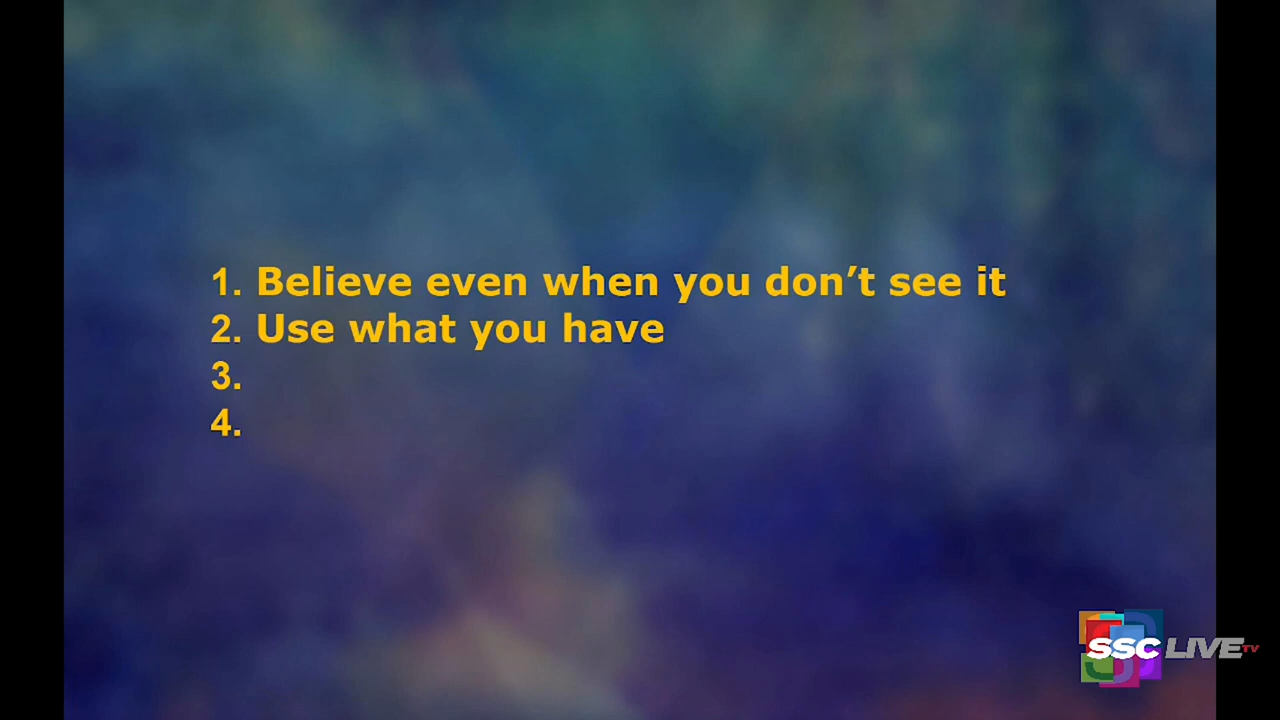 1. Believe even when you don’t see it
2. Use what you have
3.
4.
SSC LIVE TV